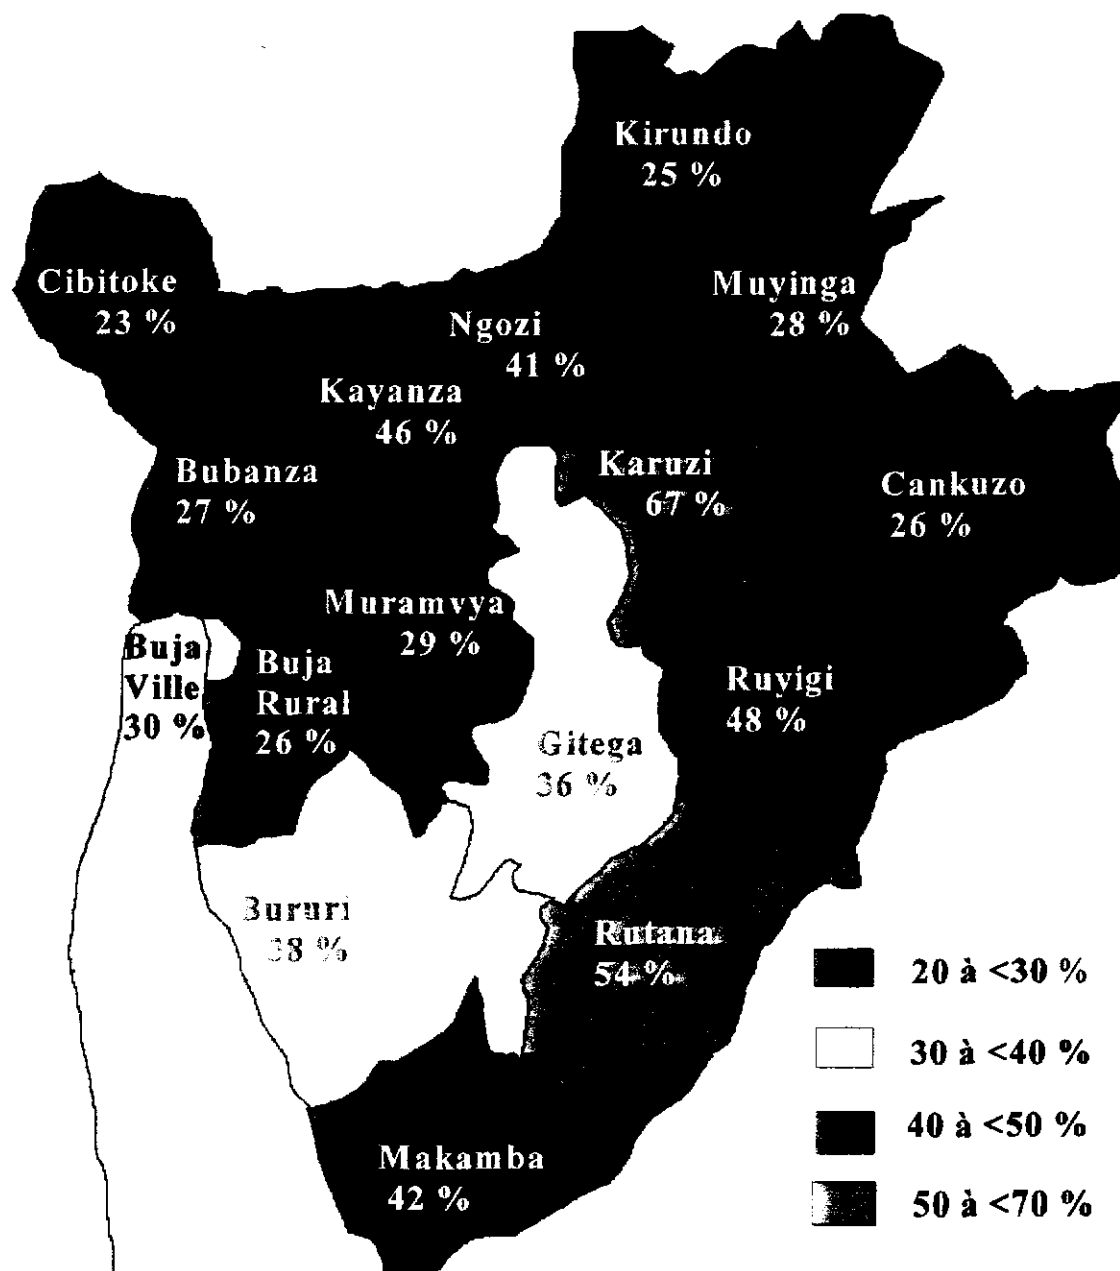 Kirundo
25 %
Cibitoke
23 %
Muyinga
28 %
Ngozi
41 %
Kayanza
46 %
Bubanza
27 %
Karuzi
67 %
Cankuzo
26 %
Muramvya
29 %
Buja
Ville
30 %
Buja
Rural
26 %
Ruyigi
48 %
Gitega
36 %
Bururi
38 %
Rutana
54 %
Makamba
42 %
20 à <30 %
30 à <40 %
40 à <50 %
50 à <70 %